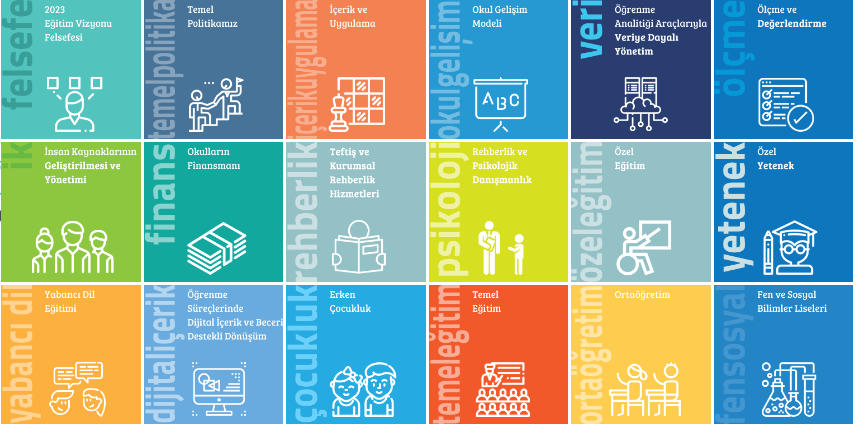 felsefe
2023
Eğitim Vizyonu
Felsefesi
temelpolitika
Temel
Politikamız
içerikuygulama
İçerik ve
Uygulama
okulgelişim
Okul Gelişim
Modeli
veri
Öğrenme
Analitiği Araçlarıyla
Veriye Dayalı
Yönetim
ölçme
Ölçme ve
Değerlendirme
ABC
ik
İnsan Kaynaklarının
Geliştirilmesi ve
Yönetimi
finans
Okulların
Finansmanı
rehberlik
Teftiş ve
Kurumsal
Rehberlik
Hizmetleri
psikoloji
Rehberlik ve
Psikolojik
Danışmanlık
özeleğitim
Özel
Eğitim
yetenek
Özel
Yetenek
yabancı dil
Yabancı Dil
Eğitimi
dijitalicerik
Öğrenme
Süreçlerinde
Dijital İçerik ve Beceri
Destekli Dönüşüm
çocukluk
Erken
Çocukluk
temeleğitim
Temel
Eğitim
ortaöğretim
Ortaöğretim
fensosyal
Fen ve Sosyal
Bilimler Liseleri